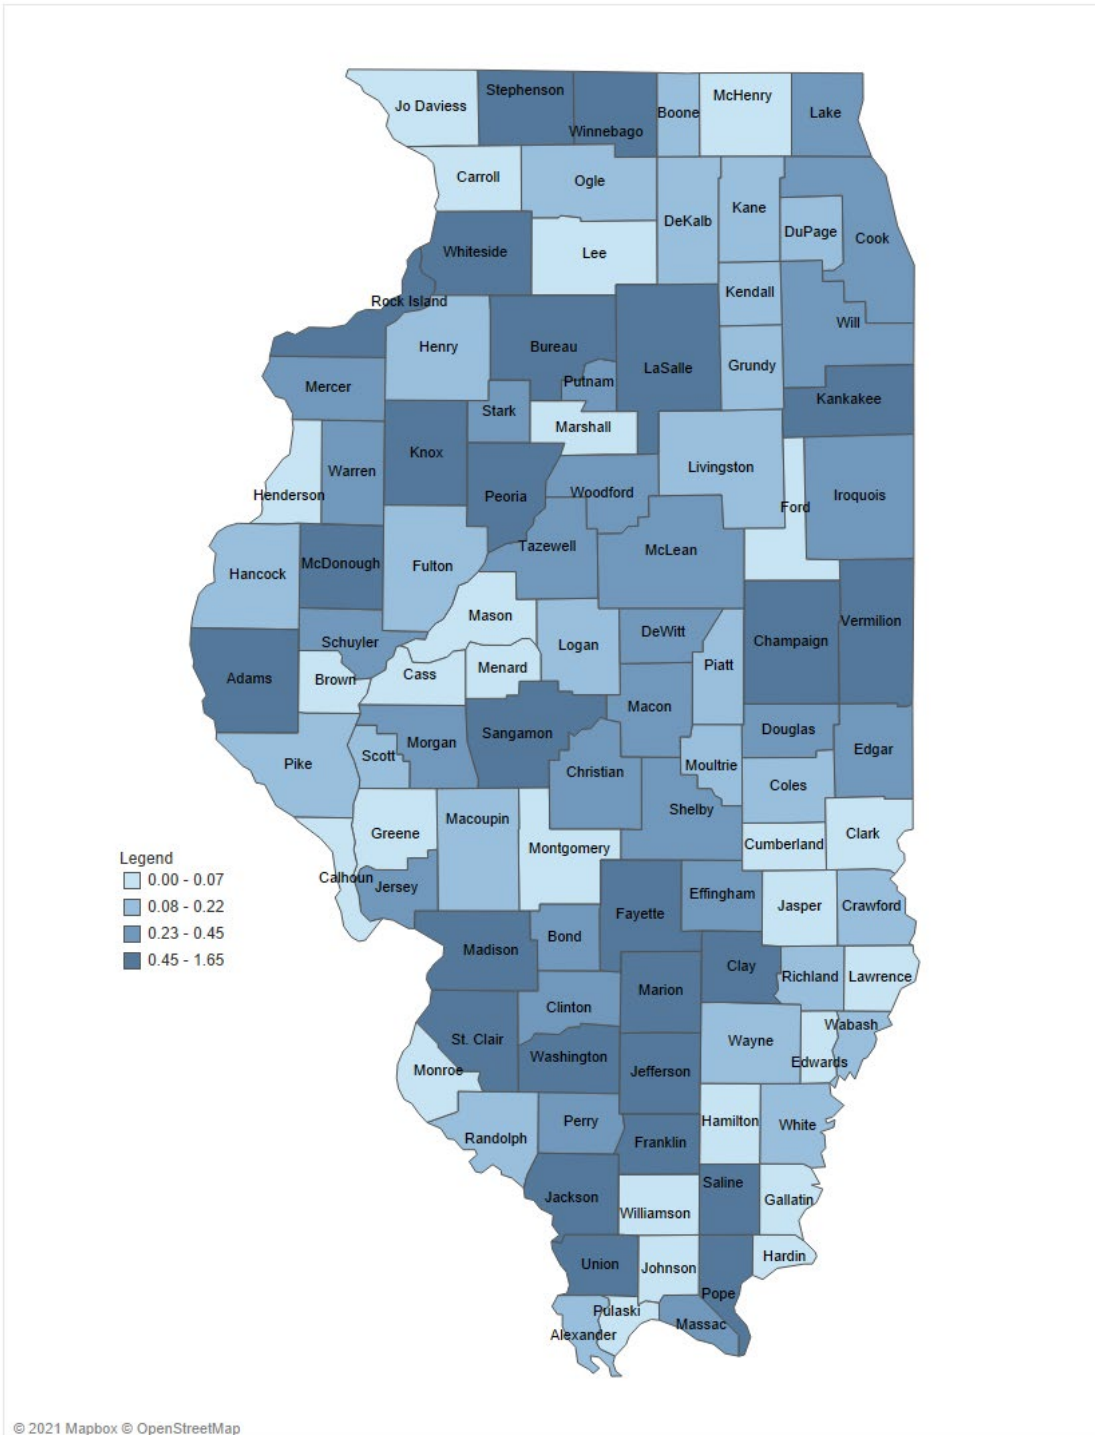 Jo Daviess
Stephenson
Winnebago
Boone
McHenry
Lake
Carroll
Ogle
DeKalb
Kane
DuPage
Cook
Whiteside
Lee
Rock Island
Henry
Bureau
Putnam
LaSalle
Kendall
Grundy
Will
Kankakee
Mercer
Stark
Marshall
Knox
Warren
Henderson
Peoria
Woodford
Livingston
Ford
Iroquois
Hancock
McDonough
Fulton
Tazewell
McLean
Mason
Logan
DeWitt
Piatt
Champaign
Vermilion
Schuyler
Adams
Brown
Cass
Menard
Macon
Sangamon
Morgan
Scott
Pike
Christian
Moultrie
Douglas
Edgar
Coles
Shelby
Greene
Macoupin
Montgomery
Cumberland
Clark
Legend
0.00 - 0.07
0.08 - 0.22
0.23 - 0.45
0.45 - 1.65
Calhoun
Jersey
Fayette
Effingham
Jasper
Crawford
Madison
Bond
Clay
Richland
Lawrence
Marion
Clinton
St. Clair
Washington
Jefferson
Wayne
Edwards
Wabash
Monroe
Randolph
Perry
Franklin
Hamilton
White
Jackson
Williamson
Saline
Gallatin
Union
Johnson
Pope
Hardin
Pulaski
Alexander
Massac
© 2021 Mapbox © OpenStreetMap